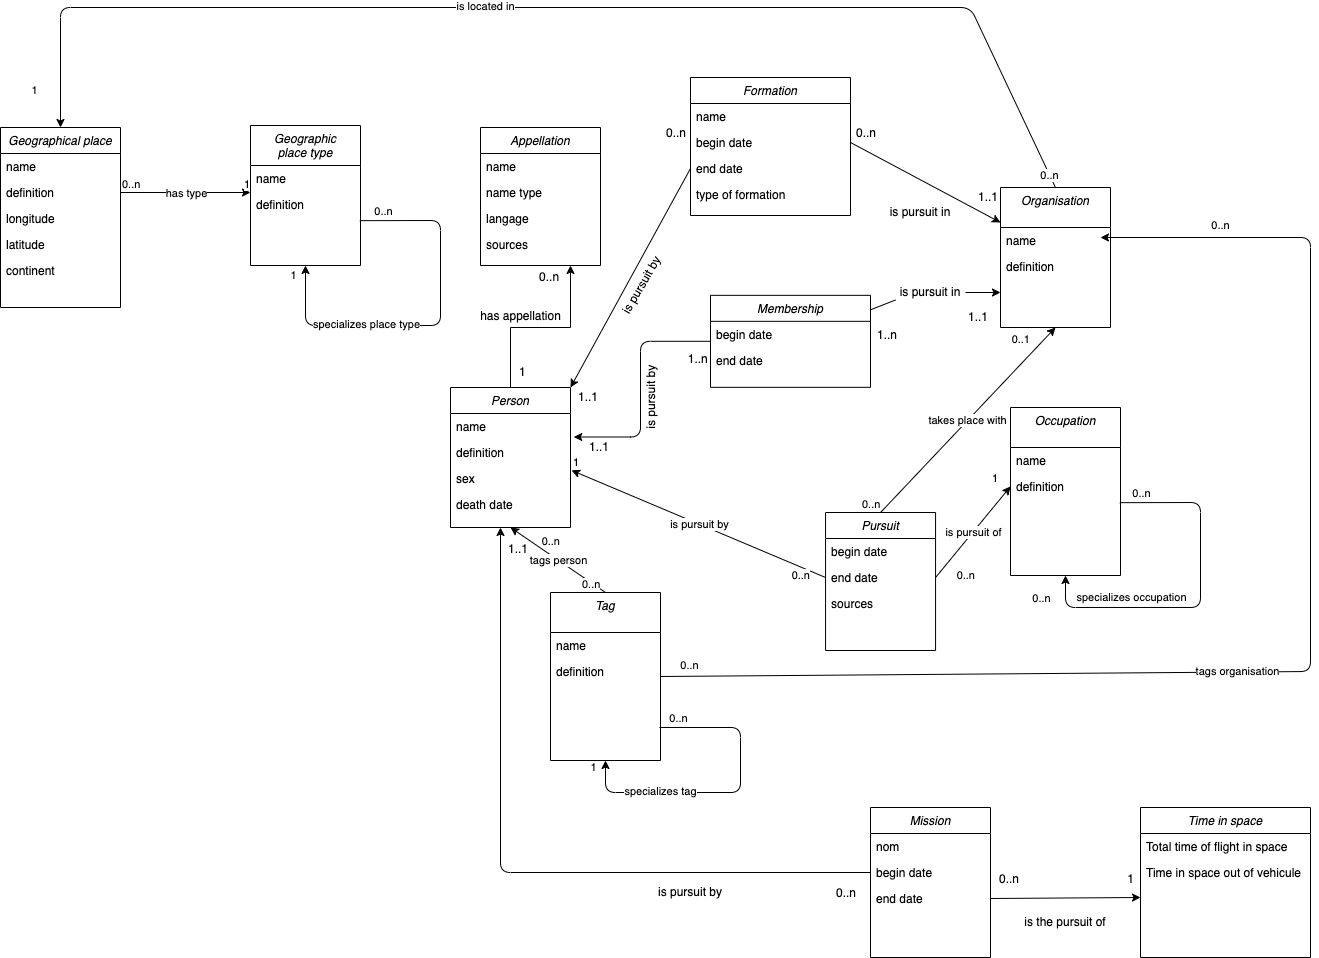 is located in
1
Geographical place
name
definition
longitude
latitude
continent
0..n
has type
1
Geographic
place type
name
definition
0..n
1
specializes place type
Appellation
name
name type
langage
sources
0..n
has appellation
1
Formation
name
begin date
end date
type of formation
0..n
0..n
is pursuit in
1..1
is pursuit by
1..1
0..n
Organisation
name
definition
0..n
Membership
begin date
end date
1..n
is pursuit in
1..1
1..n
is pursuit by
1..1
0..1
takes place with
0..n
Person
name
definition
sex
death date
1
is pursuit by
0..n
Pursuit
begin date
end date
sources
1
is pursuit of
0..n
Occupation
name
definition
0..n
0..n
specializes occupation
1..1
0..n
tags person
0..n
Tag
name
definition
0..n
tags organisation
0..n
1
specializes tag
is pursuit by
0..n
Mission
nom
begin date
end date
0..n
1
is the pursuit of
Time in space
Total time of flight in space
Time in space out of vehicule